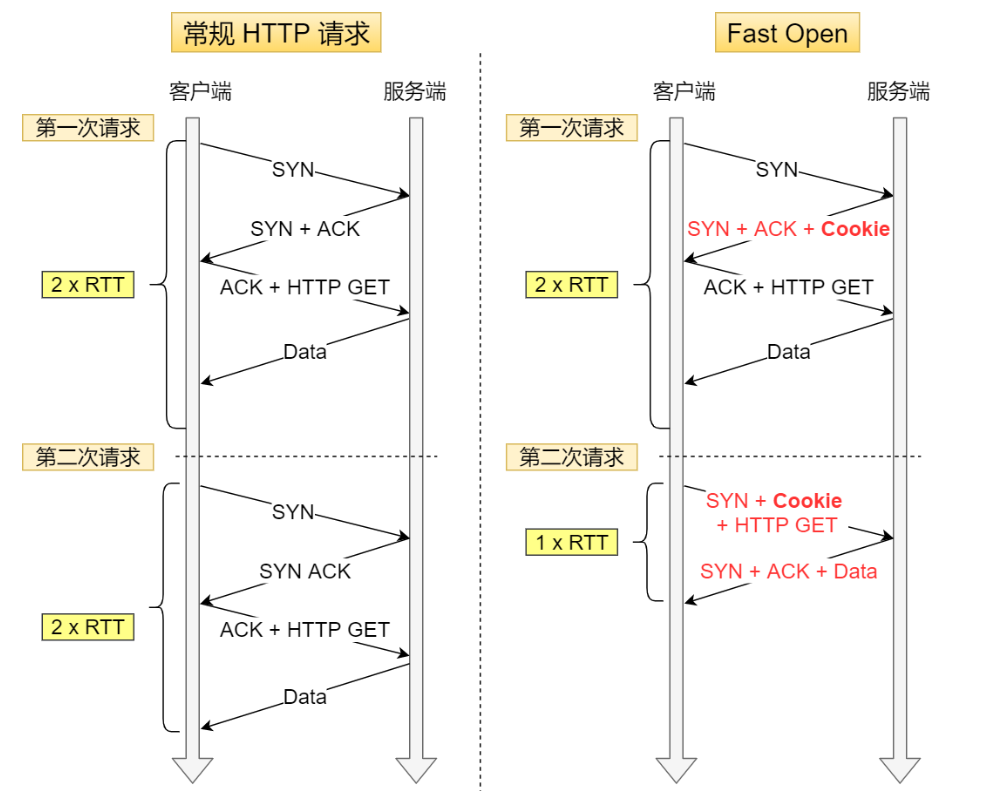 常规 HTTP 请求
客户端
服务端
第一次请求
SYN
SYN + ACK
2 x RTT
ACK + HTTP GET
Data
第二次请求
SYN
SYN ACK
2 x RTT
ACK + HTTP GET
Data
Fast Open
客户端
服务端
第一次请求
SYN
SYN + ACK + Cookie
2 x RTT
ACK + HTTP GET
Data
第二次请求
SYN + Cookie
+ HTTP GET
1 x RTT
SYN + ACK + Data